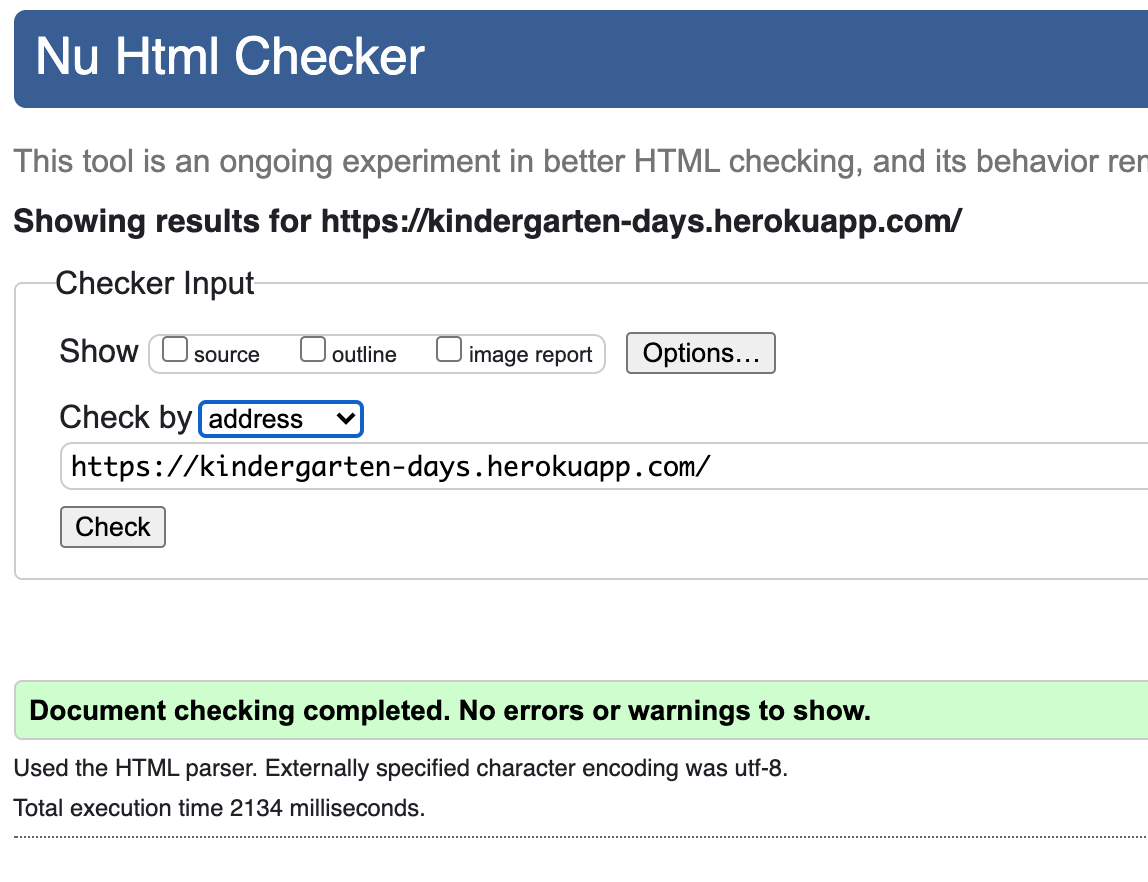 Nu Html Checker
This tool is an ongoing experiment in better HTML checking, and its behavior
Showing results for https://kindergarten-days.herokuapp.com/
Checker Input
Show source outline image report Options…
Check by address
https://kindergarten-days.herokuapp.com/
Check
Document checking completed. No errors or warnings to show.
Used the HTML parser. Externally specified character encoding was utf-8.
Total execution time 2134 milliseconds.